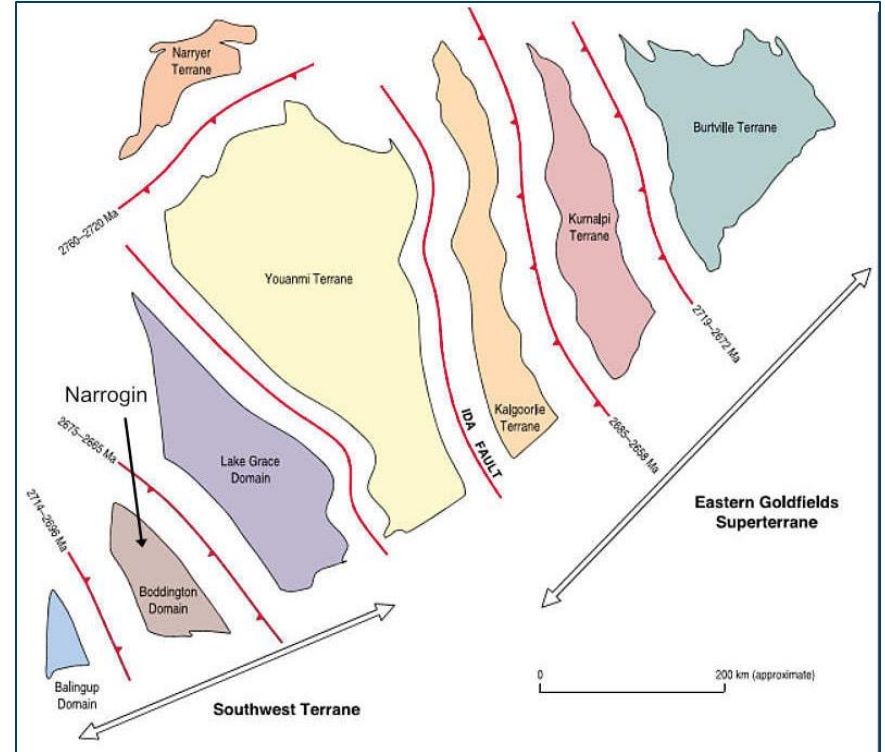 Narryer
Terrane
2760–2720 Ma
Youanmi Terrane
Burtville Terrane
Kurnalpi
Terrane
2719–2672 Ma
Narrogin
2675–2665 Ma
Lake Grace
Domain
IDA FAULT
Kalgoorlie
Terrane
2685–2658 Ma
2714–2696 Ma
Boddington
Domain
Eastern Goldfields
Superterrane
Balingup
Domain
Southwest Terrane
0 200 km (approximate)